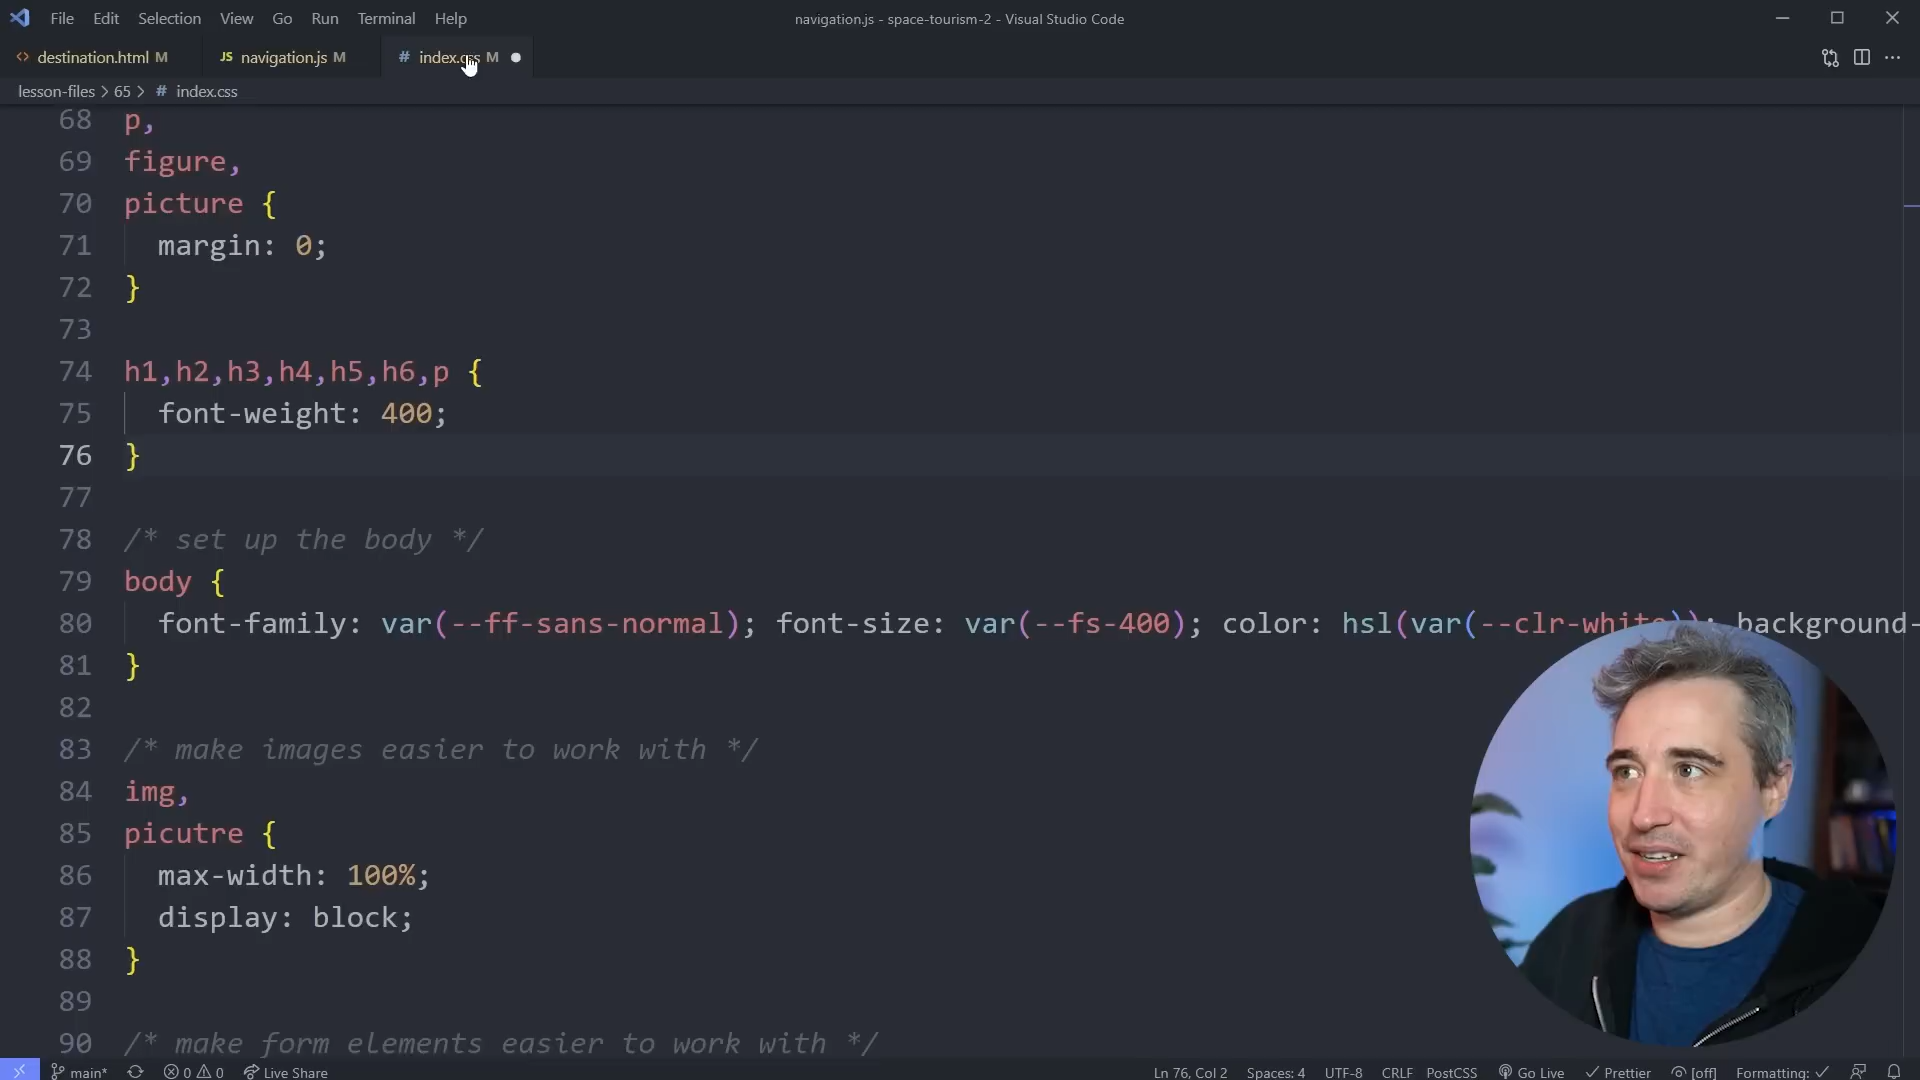 File Edit Selection View Go Run Terminal Help
navigation.js - space-tourism-2 - Visual Studio Code
destination.html M
JS navigation.js M
# index.css M
lesson-files > 65 > # index.css
68 p,
69 figure,
70 picture {
71 margin: 0;
72 }
73
74 h1,h2,h3,h4,h5,h6,p {
75 font-weight: 400;
76 }
77
78 /* set up the body */
79 body {
80 font-family: var(--ff-sans-normal); font-size: var(--fs-400); color: hsl(var(--clr-white)); background-
81 }
82
83 /* make images easier to work with */
84 img,
85 picutre {
86 max-width: 100%;
87 display: block;
88 }
89
90 /* make form elements easier to work with */
main* 0 0 Live Share
Ln 76, Col 2 Spaces: 4 UTF-8 CRLF PostCSS Go Live Prettier [off] Formatting: ✓